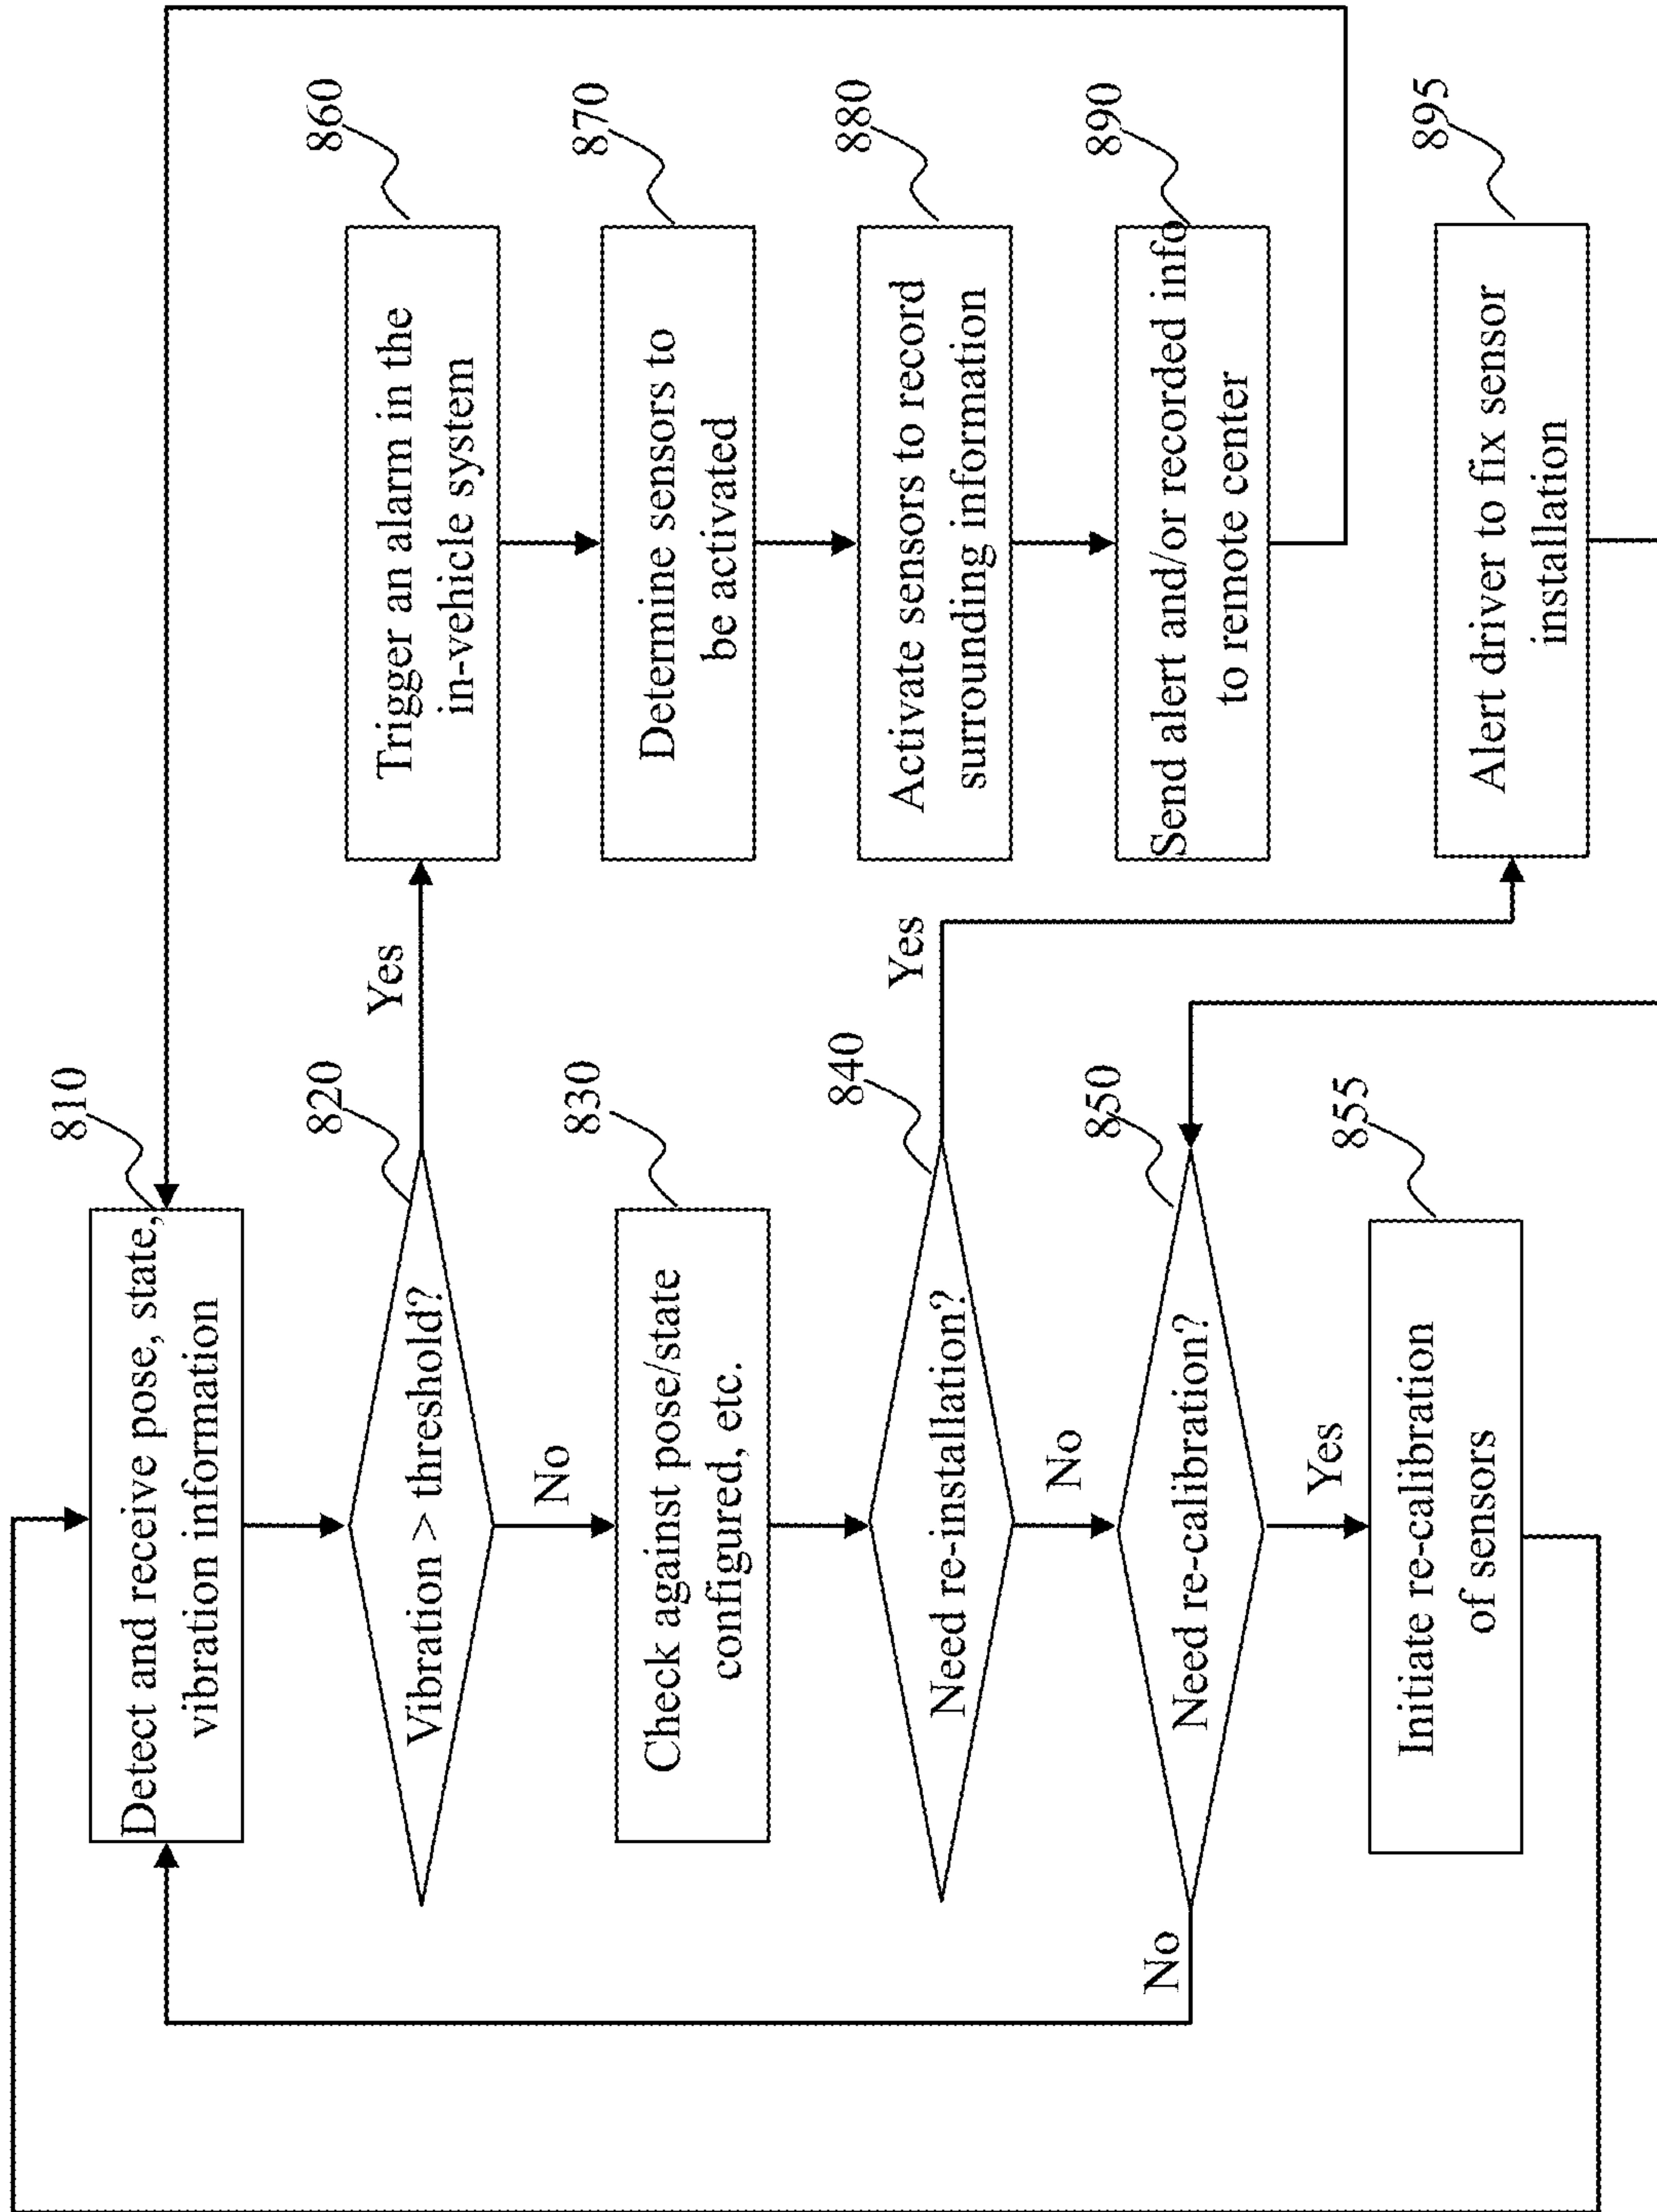 810
Detect and receive pose, state,
vibration information
820
Vibration > threshold?
Yes
No
830
Check against pose/state
configured, etc.
840
Need re-installation?
Yes
No
850
Need re-calibration?
No
Yes
855
Initiate re-calibration
of sensors
860
Trigger an alarm in the
in-vehicle system
870
Determine sensors to
be activated
880
Activate sensors to record
surrounding information
890
Send alert and/or recorded info
to remote center
895
Alert driver to fix sensor
installation